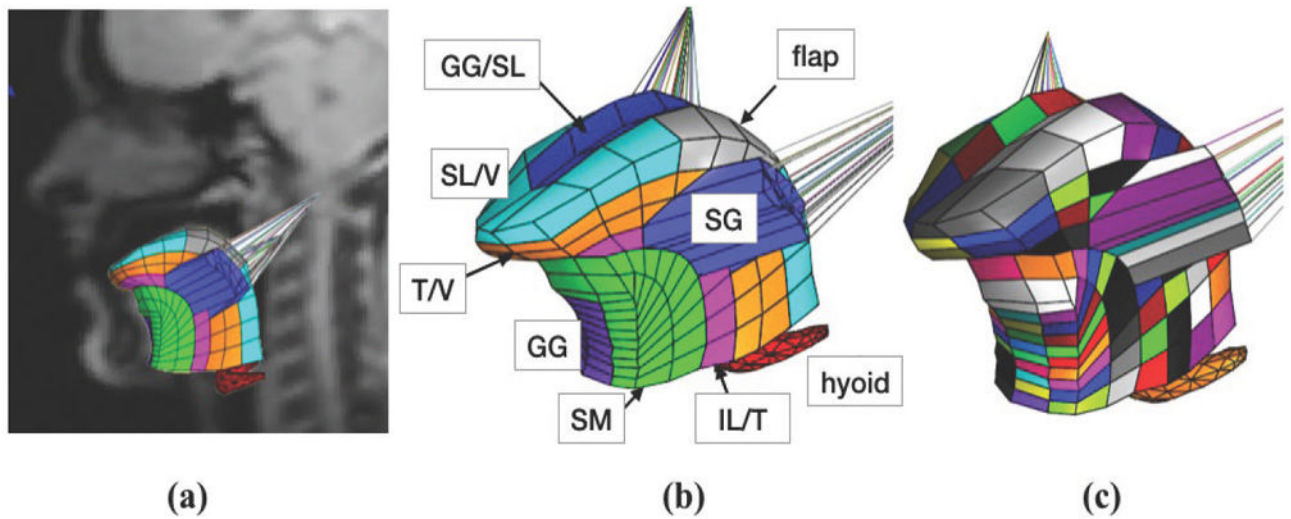 GG/SL
flap
SL/V
SG
T/V
GG
hyoid
SM
IL/T
(a)
(b)
(c)